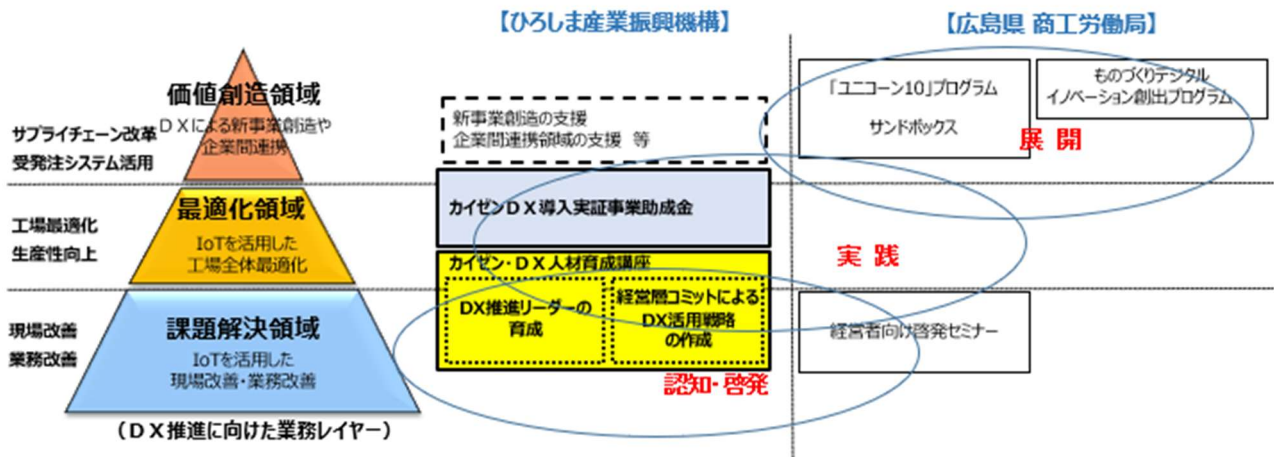 【ひろしま産業振興機構】
【広島県 商工労働局】
サプライチェーン改革
受発注システム活用
価値創造領域
DXによる新事業創造や
企業間連携
新事業創造の支援
企業間連携領域の支援 等
「ユニコーン10」プログラム
サンドボックス
ものづくりデジタル
イノベーション創出プログラム
展 開
工場最適化
生産性向上
最適化領域
IoTを活用した
工場全体最適化
カイゼンDX導入実証事業助成金
実 践
現場改善
業務改善
課題解決領域
IoTを活用した
現場改善・業務改善
カイゼン・DX人材育成講座
DX推進リーダーの
育成
経営層コミットによる
DX活用戦略
の作成
経営者向け啓発セミナー
認知・啓発
(DX推進に向けた業務レイヤー)